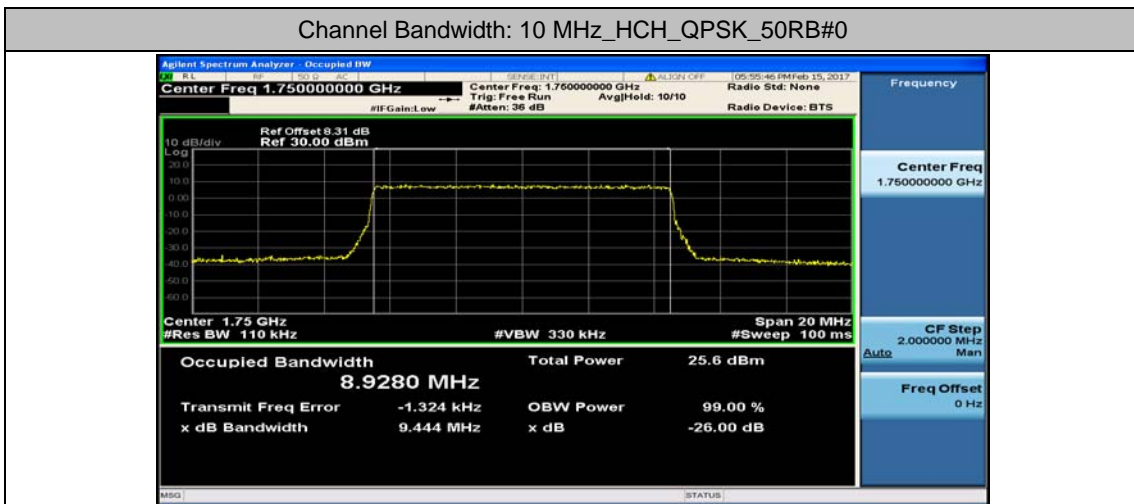 Channel Bandwidth: 10 MHz_HCH_QPSK_50RB#0
Agilent Spectrum Analyzer - Occupied BW
RL RF 50 Ω AC SENSE:INT ALIGN OFF 05:55:46 PM Feb 15, 2017
Center Freq 1.750000000 GHz
Center Freq: 1.750000000 GHz
Radio Std: None
Trig: Free Run Avg|Hold: 10/10
#IFGain:Low
#Atten: 36 dB
Radio Device: BTS
Ref Offset 8.31 dB
10 dB/div Ref 30.00 dBm
Log
20.0
10.0
0.00
-10.0
-20.0
-30.0
-40.0
-50.0
-60.0
Center 1.75 GHz Span 20 MHz
#Res BW 110 kHz #VBW 330 kHz #Sweep 100 ms
Occupied Bandwidth Total Power 25.6 dBm
8.9280 MHz
Transmit Freq Error -1.324 kHz OBW Power 99.00 %
x dB Bandwidth 9.444 MHz x dB -26.00 dB
MSG STATUS
Frequency
Center Freq
1.750000000 GHz
CF Step
2.000000 MHz
Auto Man
Freq Offset
0 Hz